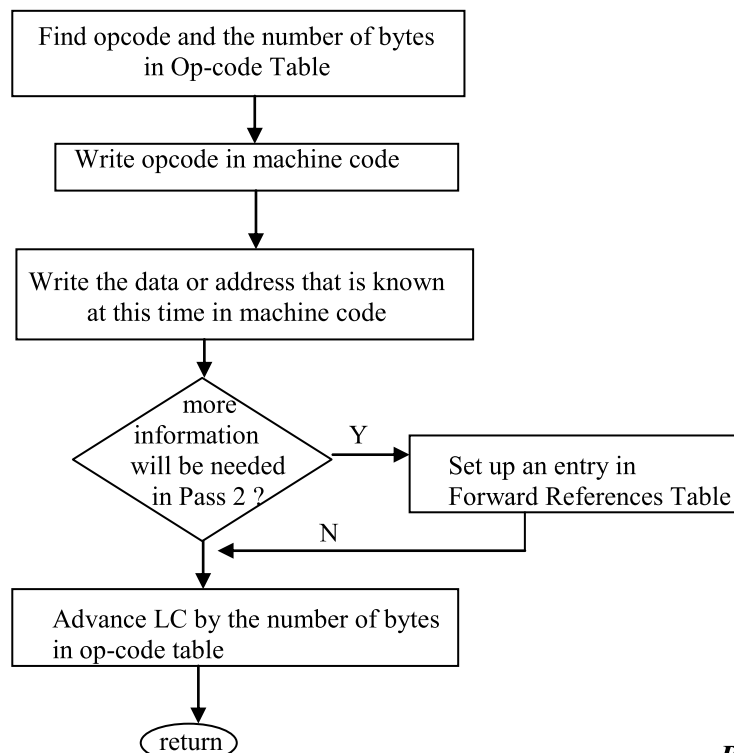 Find opcode and the number of bytes
in Op-code Table
Write opcode in machine code
Write the data or address that is known
at this time in machine code
more
information
will be needed
in Pass 2 ?
Y
Set up an entry in
Forward References Table
N
Advance LC by the number of bytes
in op-code table
return